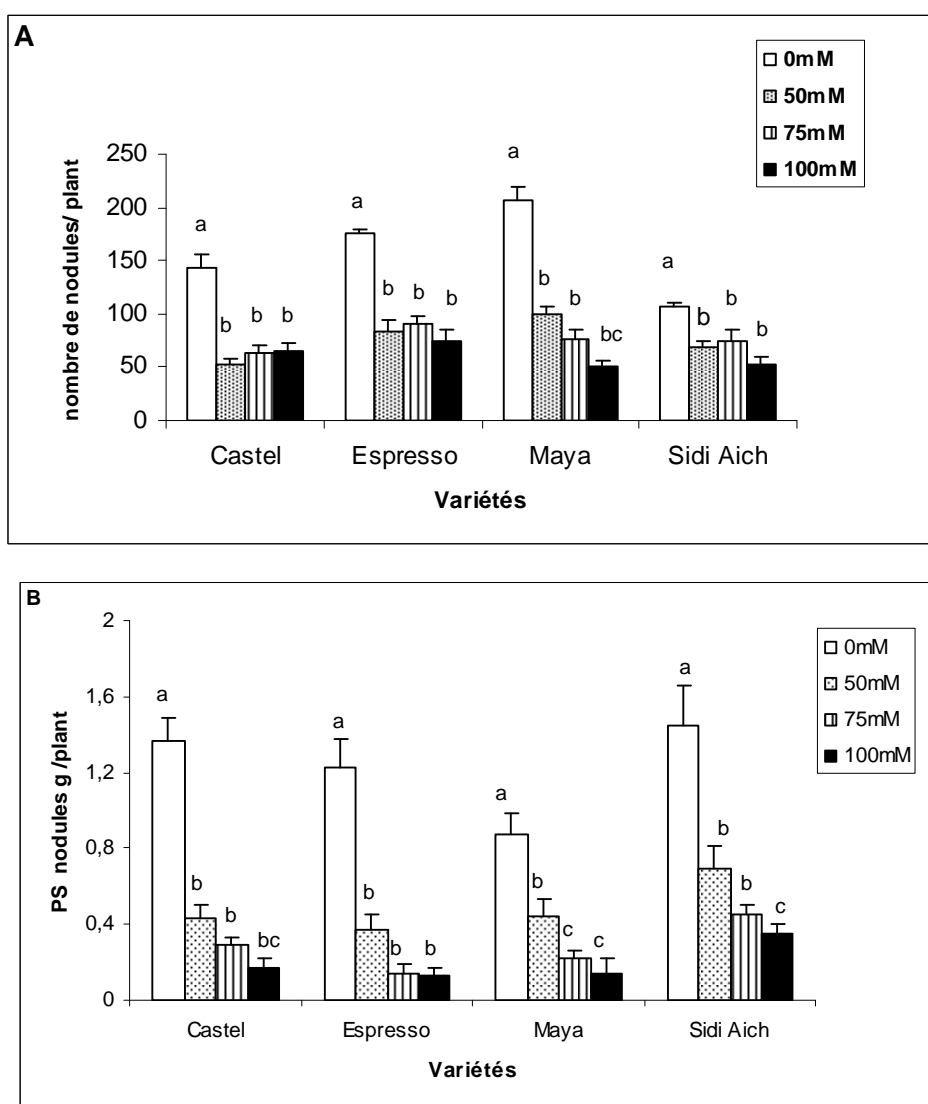 A
0mM
50mM
75mM
100mM
nombre de nodules/ plant
250
200
150
100
50
0
a
b
b
b
a
b
b
b
a
b
b
bc
a
b
b
b
Castel
Espresso
Maya
Sidi Aich
Variétés
B
0mM
50mM
75mM
100mM
PS nodules g /plant
2
1,6
1,2
0,8
0,4
0
a
b
b
bc
a
b
b
b
a
b
c
c
a
b
b
c
Castel
Espresso
Maya
Sidi Aich
Variétés